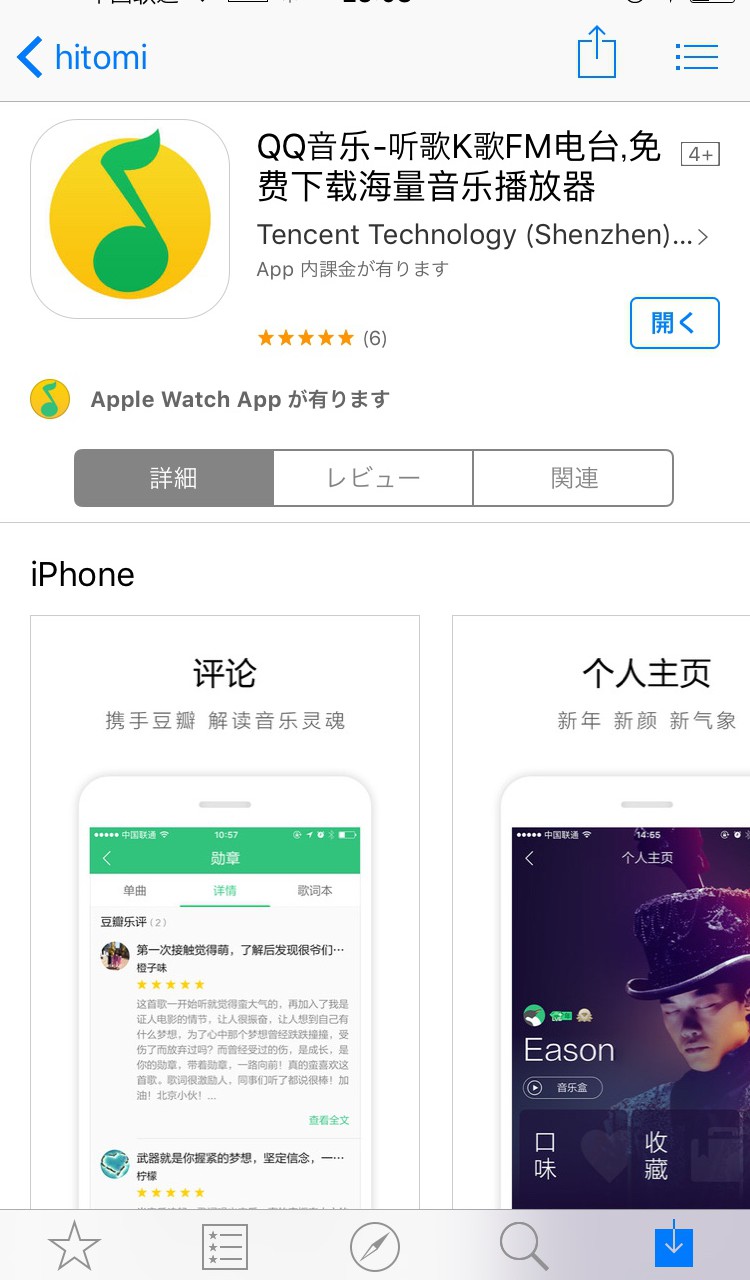 hitomi
QQ音乐-听歌K歌FM电台,免
费下载海量音乐播放器
4+
Tencent Technology (Shenzhen)...
App 内課金が有ります
(6)
開く
Apple Watch App が有ります
詳細
レビュー
関連
iPhone
评论
携手豆瓣 解读音乐灵魂
中国联通
10:57
勋章
单曲
详情
歌词本
豆瓣乐评(2)
第一次接触觉得萌，了解后发现很爷们…
橙子味
这首歌一开始听就觉得蛮大气的，再加入了我是
证人电影的情节，让人很振奋，让人想到自己有
什么梦想，为了心中那个梦想曾经跌跌撞撞，受
伤了而放弃过吗？而曾经受过的伤，是成长，是
你的勋章，带着勋章，一路向前！真的蛮喜欢这
首歌。歌词很激励人，同事们听了都说很棒！加
油！北京小伙！...
查看全文
武器就是你握紧的梦想，坚定信念，一…
柠檬
个人主页
新年 新颜 新气象
中国联通
14:55
个人主页
Eason
音乐盒
口味
收藏